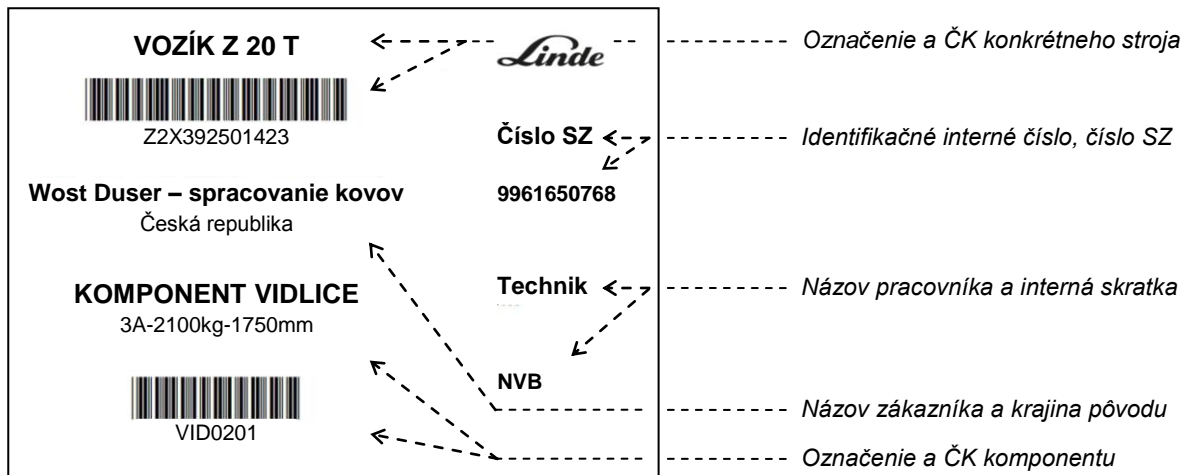 VOZÍK Z 20 T
Linde
Označenie a ČK konkrétneho stroja
Z2X392501423
Číslo SZ
Identifikačné interné číslo, číslo SZ
Wost Duser – spracovanie kovov
9961650768
Česká republika
KOMPONENT VIDLICE
Technik
Názov pracovníka a interná skratka
3A-2100kg-1750mm
NVB
Názov zákazníka a krajina pôvodu
VID0201
Označenie a ČK komponentu